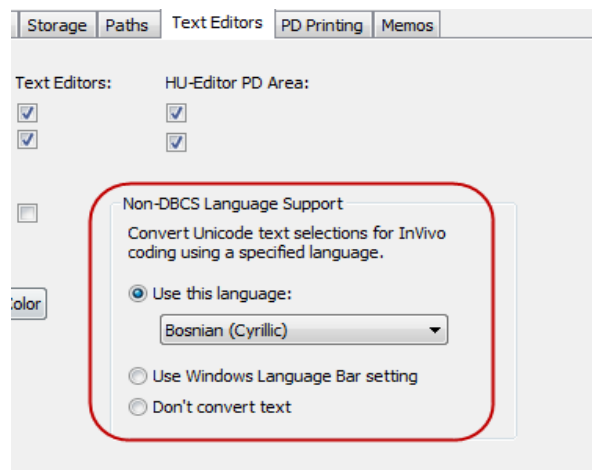 Storage Paths Text Editors PD Printing Memos
Text Editors: HU-Editor PD Area:
Non-DBCS Language Support
Convert Unicode text selections for InVivo
coding using a specified language.
Use this language:
olor
Bosnian (Cyrillic)
Use Windows Language Bar setting
Don't convert text